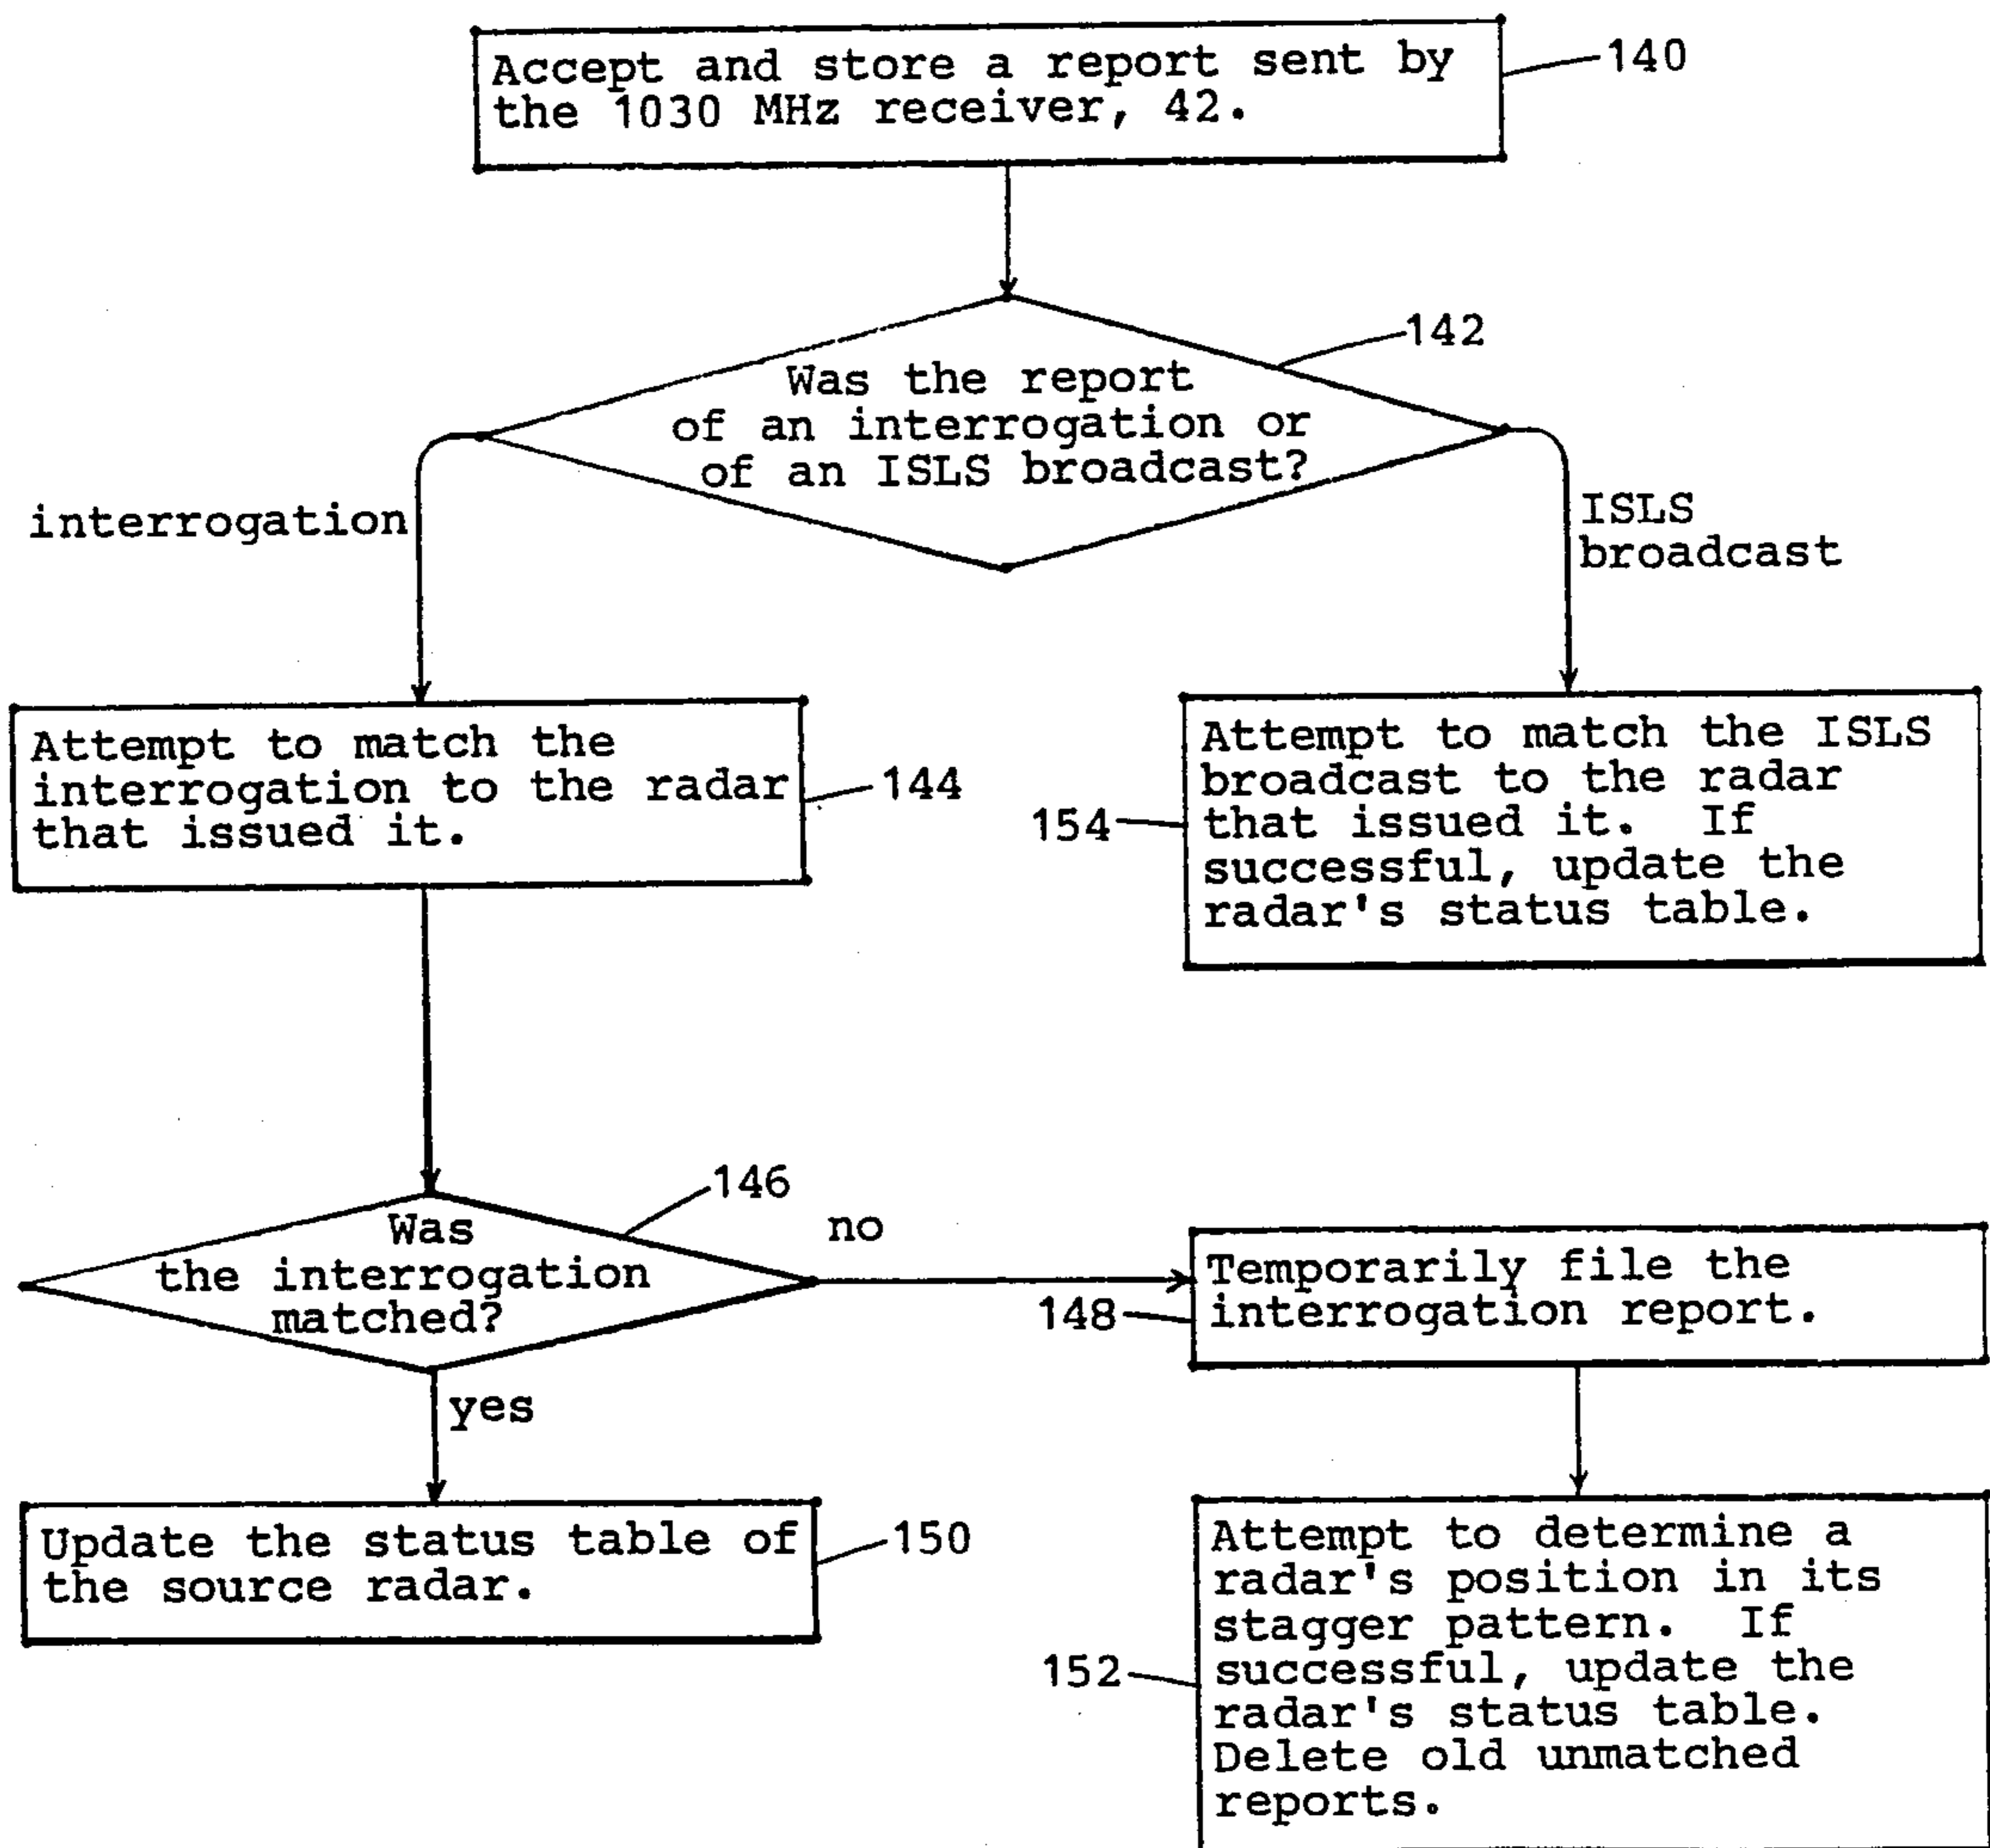 Accept and store a report sent by
the 1030 MHz receiver, 42.
140
142
Was the report
of an interrogation or
of an ISLS broadcast?
interrogation
ISLS
broadcast
Attempt to match the
interrogation to the radar
that issued it.
144
Attempt to match the ISLS
broadcast to the radar
that issued it. If
successful, update the
radar's status table.
154
146
Was
the interrogation
matched?
no
yes
Temporarily file the
interrogation report.
148
Update the status table of
the source radar.
150
Attempt to determine a
radar's position in its
stagger pattern. If
successful, update the
radar's status table.
Delete old unmatched
reports.
152